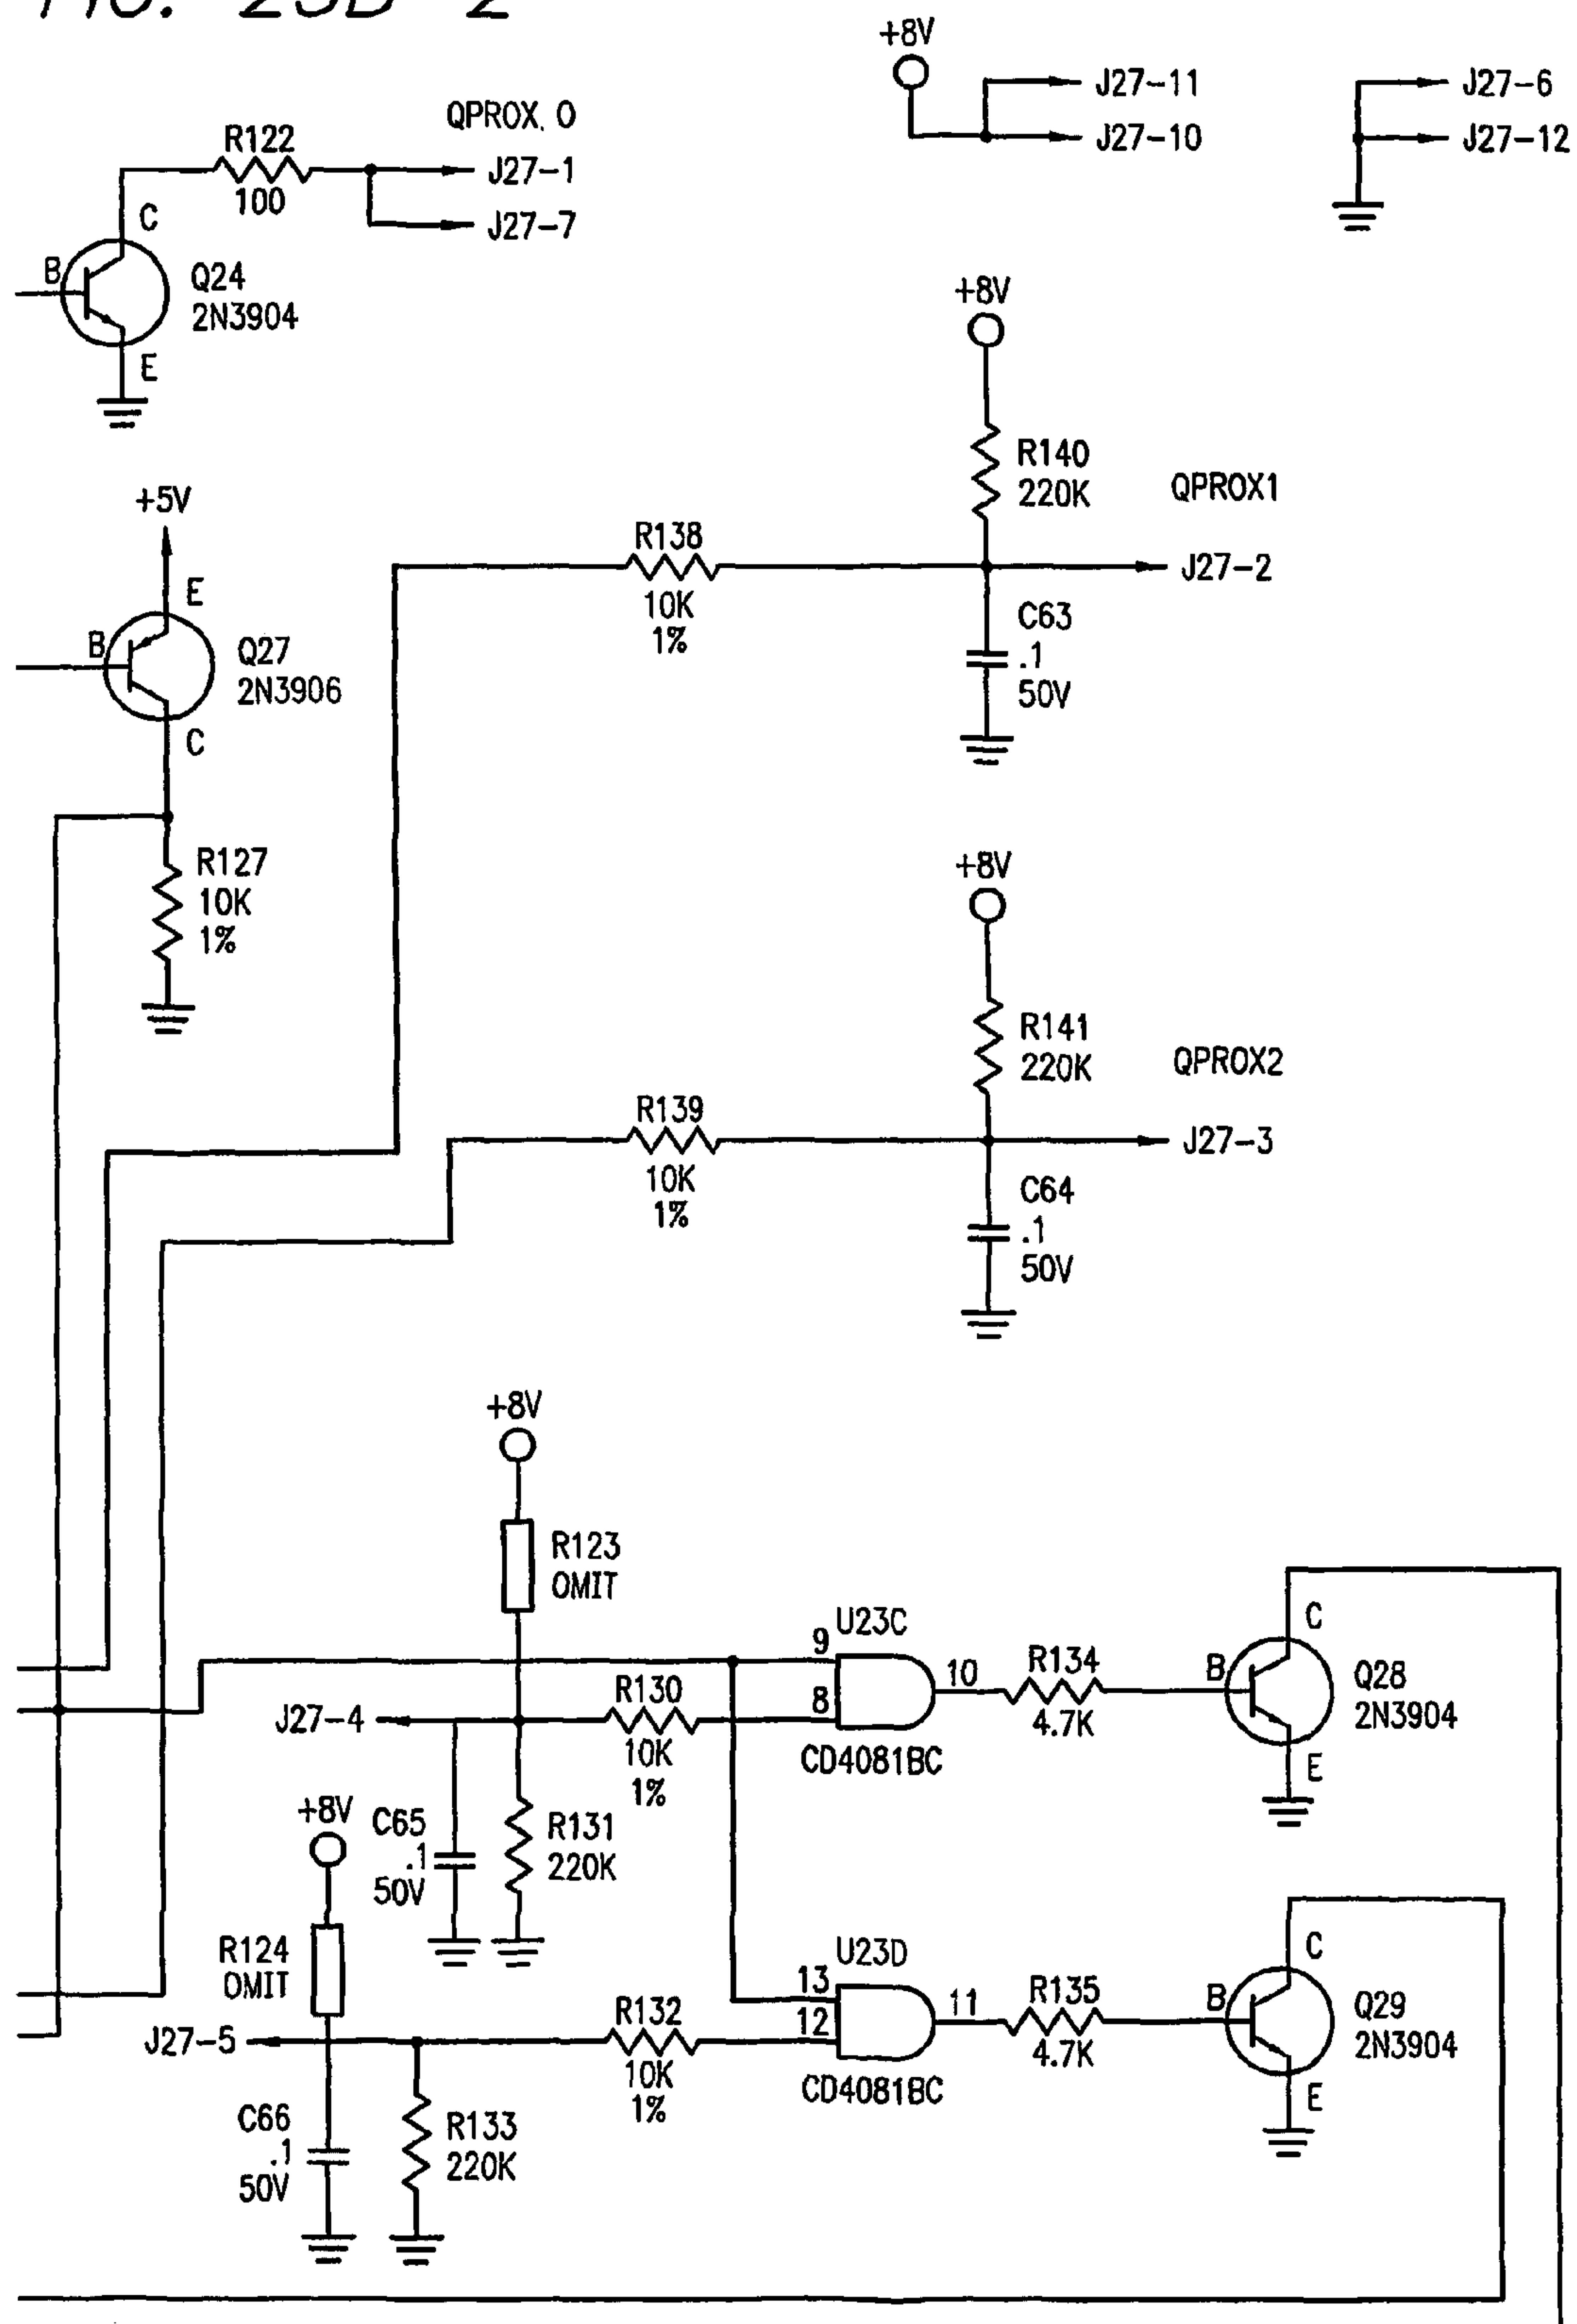 FIG. 23B-2
+8V
J27-11
J27-10
J27-6
J27-12
QPROX, 0
R122
100
J27-1
J27-7
C
B
Q24
2N3904
E
+8V
R140
220K
QPROX1
+5V
R138
10K
1%
J27-2
E
B
Q27
2N3906
C
C63
.1
50V
R127
10K
1%
+8V
R141
220K
QPROX2
R139
10K
1%
J27-3
C64
.1
50V
+8V
R123
OMIT
U23C
9
8
10
R134
4.7K
C
B
Q28
2N3904
E
J27-4
R130
10K
1%
CD4081BC
+8V
C65
.1
50V
R131
220K
R124
OMIT
U23D
13
12
11
R135
4.7K
C
B
Q29
2N3904
E
J27-5
R132
10K
1%
CD4081BC
C66
.1
50V
R133
220K